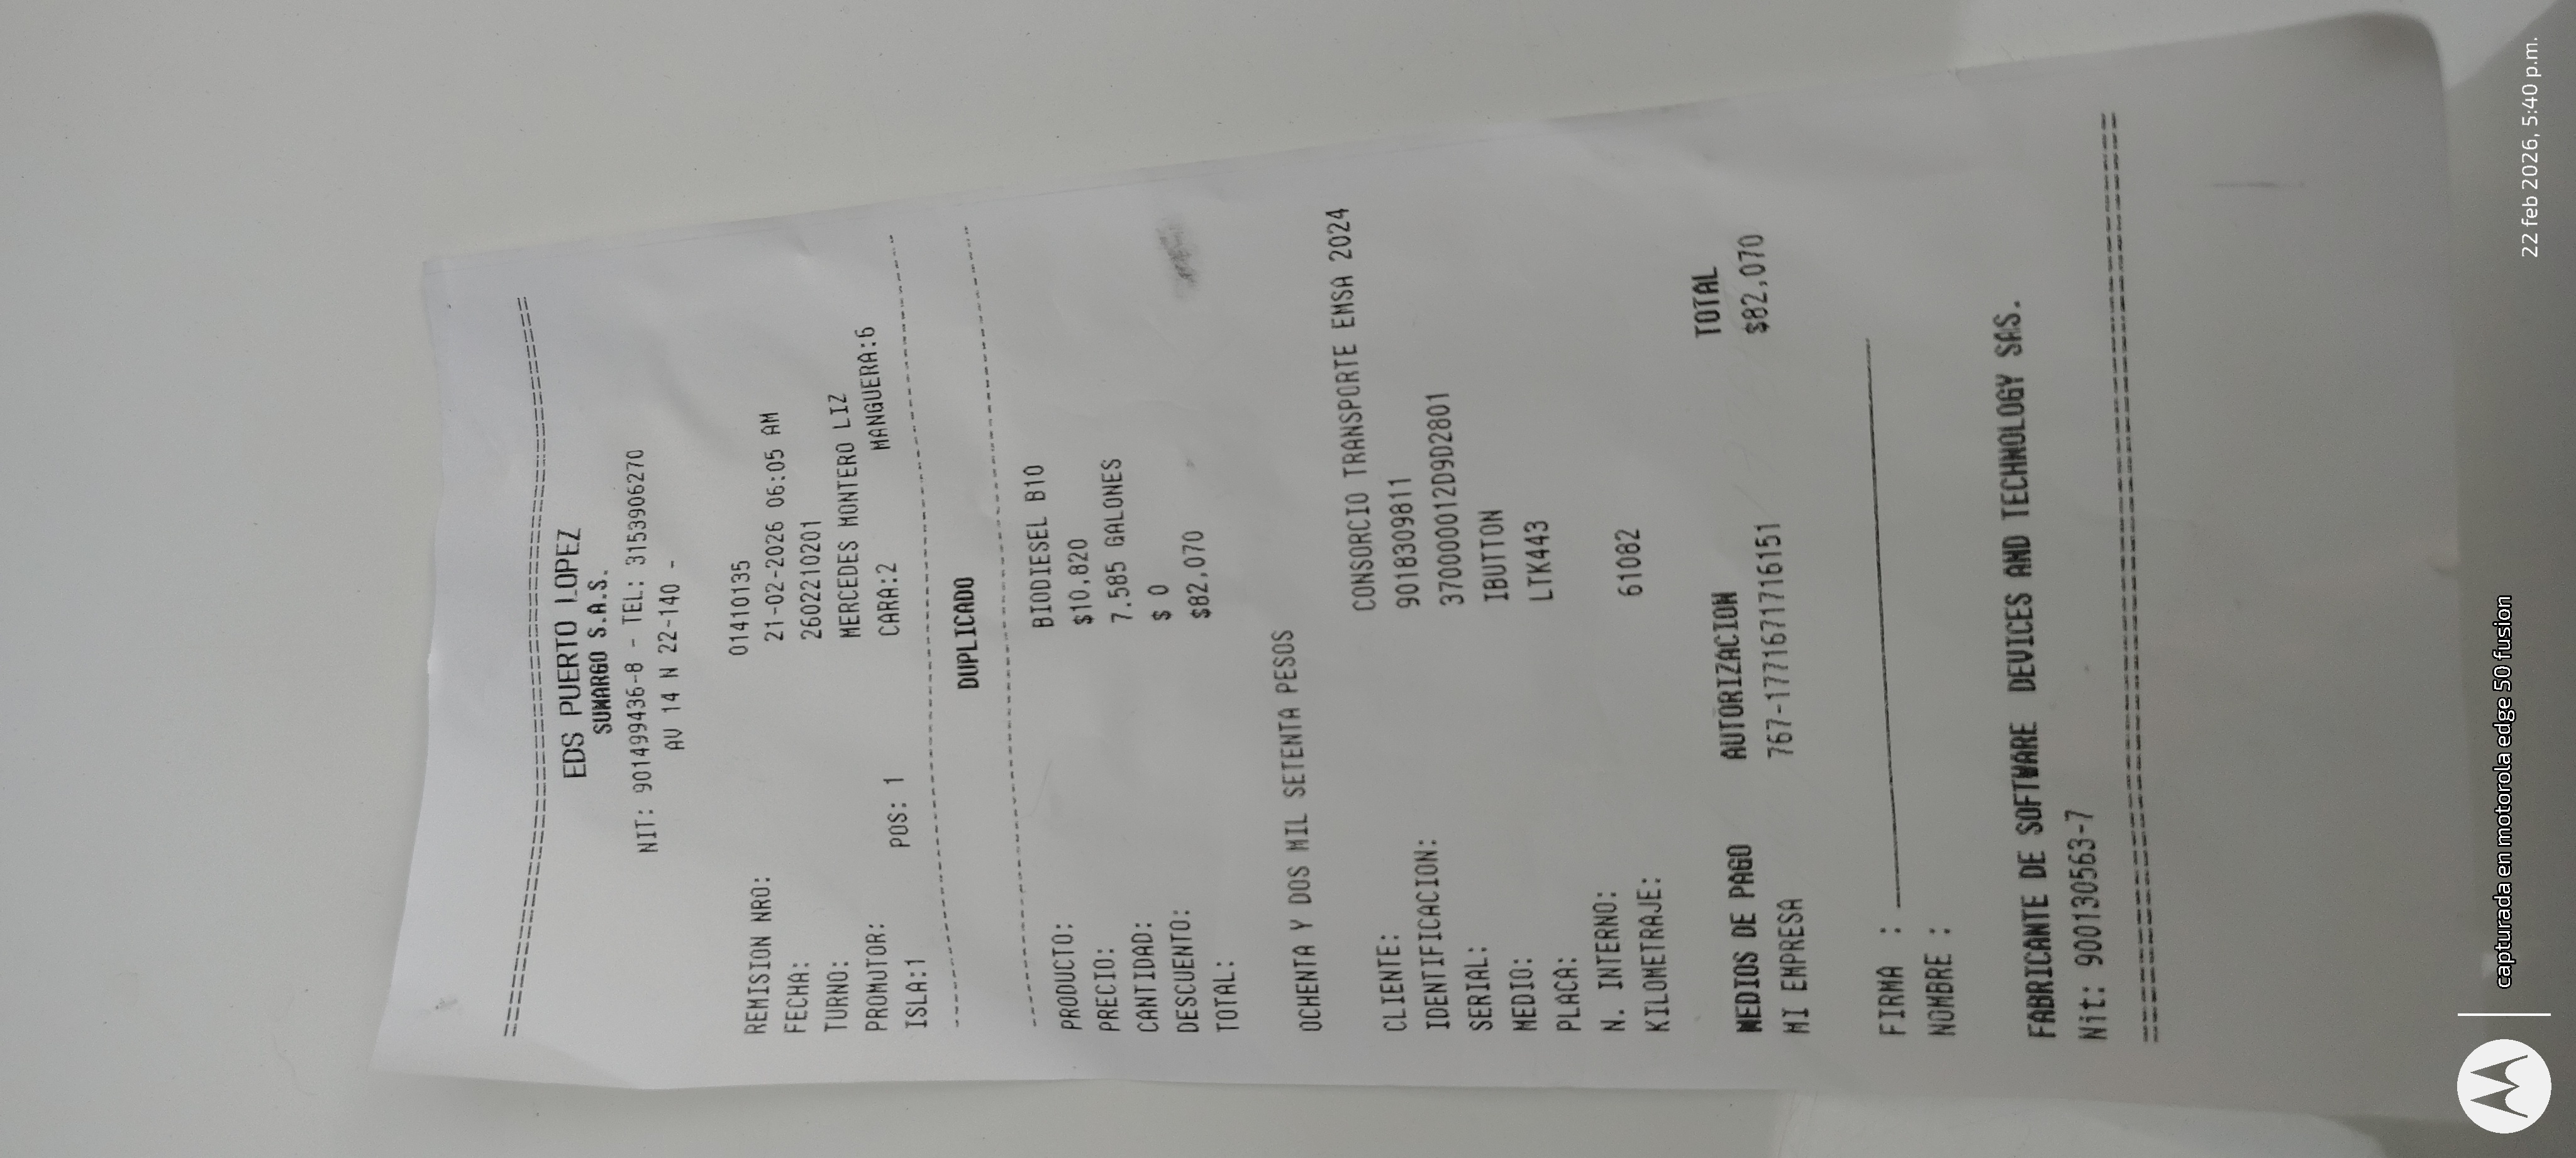 ================================================
EDS PUERTO LOPEZ
SUMARGO S.A.S.
NIT: 901499436-8 - TEL: 3153906270
AV 14 N 22-140 -
REMISION NRO: 01410135
FECHA: 21-02-2026 06:05 AM
TURNO: 2602210201
PROMOTOR: MERCEDES MONTERO LIZ
ISLA:1 POS: 1 CARA:2 MANGUERA:6
------------------------------------------------
DUPLICADO
------------------------------------------------
PRODUCTO: BIODIESEL B10
PRECIO: $10,820
CANTIDAD: 7.585 GALONES
DESCUENTO: $ 0
TOTAL: $82,070
OCHENTA Y DOS MIL SETENTA PESOS
CLIENTE: CONSORCIO TRANSPORTE EMSA 2024
IDENTIFICACION: 9018309811
SERIAL: 3700000012D9D2801
MEDIO: IBUTTON
PLACA: LTK443
N. INTERNO:
KILOMETRAJE: 61082
MEDIOS DE PAGO AUTORIZACION TOTAL
MI EMPRESA 767-1771671716151 $82,070
FIRMA : ______________________________
NOMBRE :
FABRICANTE DE SOFTWARE DEVICES AND TECHNOLOGY SAS.
Nit: 900130563-7
================================================
capturada en motorola edge 50 fusion
22 feb 2026, 5:40 p.m.